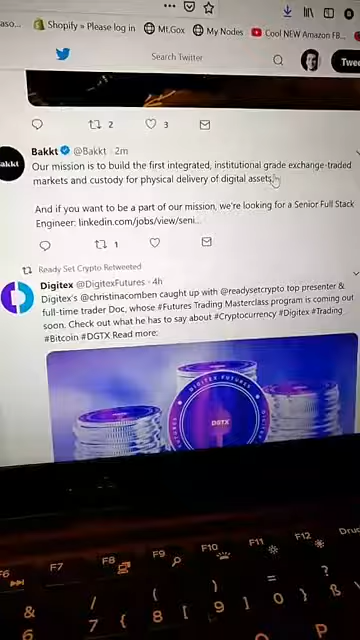 Shopify » Please log in
Mt.Gox
My Nodes
Cool NEW Amazon FB...
Search Twitter
2
3
Bakkt @Bakkt · 2m
Our mission is to build the first integrated, institutional grade exchange-traded
markets and custody for physical delivery of digital assets.
And if you want to be a part of our mission, we're looking for a Senior Full Stack
Engineer: linkedin.com/jobs/view/seni...
1
Ready Set Crypto Retweeted
Digitex @DigitexFutures · 4h
Digitex's @christinacomben caught up with @readysetcrypto top presenter &
full-time trader Doc, whose #Futures Trading Masterclass program is coming out
soon. Check out what he has to say about #Cryptocurrency #Digitex #Trading
#Bitcoin #DGTX Read more:
DIGITEX FUTURES
DGTX
F6
F7
F8
F9
F10
F11
F12
Druc
&
6
/
7
{
(
8
[
)
9
]
=
0
}
?
ß
\